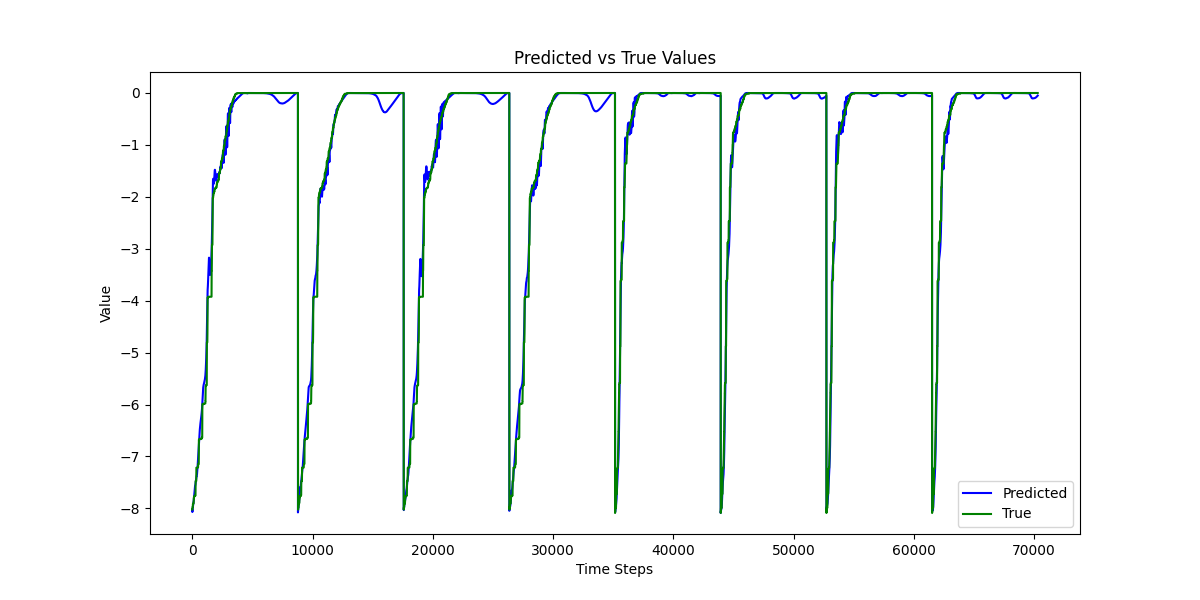 Predicted vs True Values
Value
0
−1
−2
−3
−4
−5
−6
−7
−8
0 10000 20000 30000 40000 50000 60000 70000
Time Steps
Predicted
True